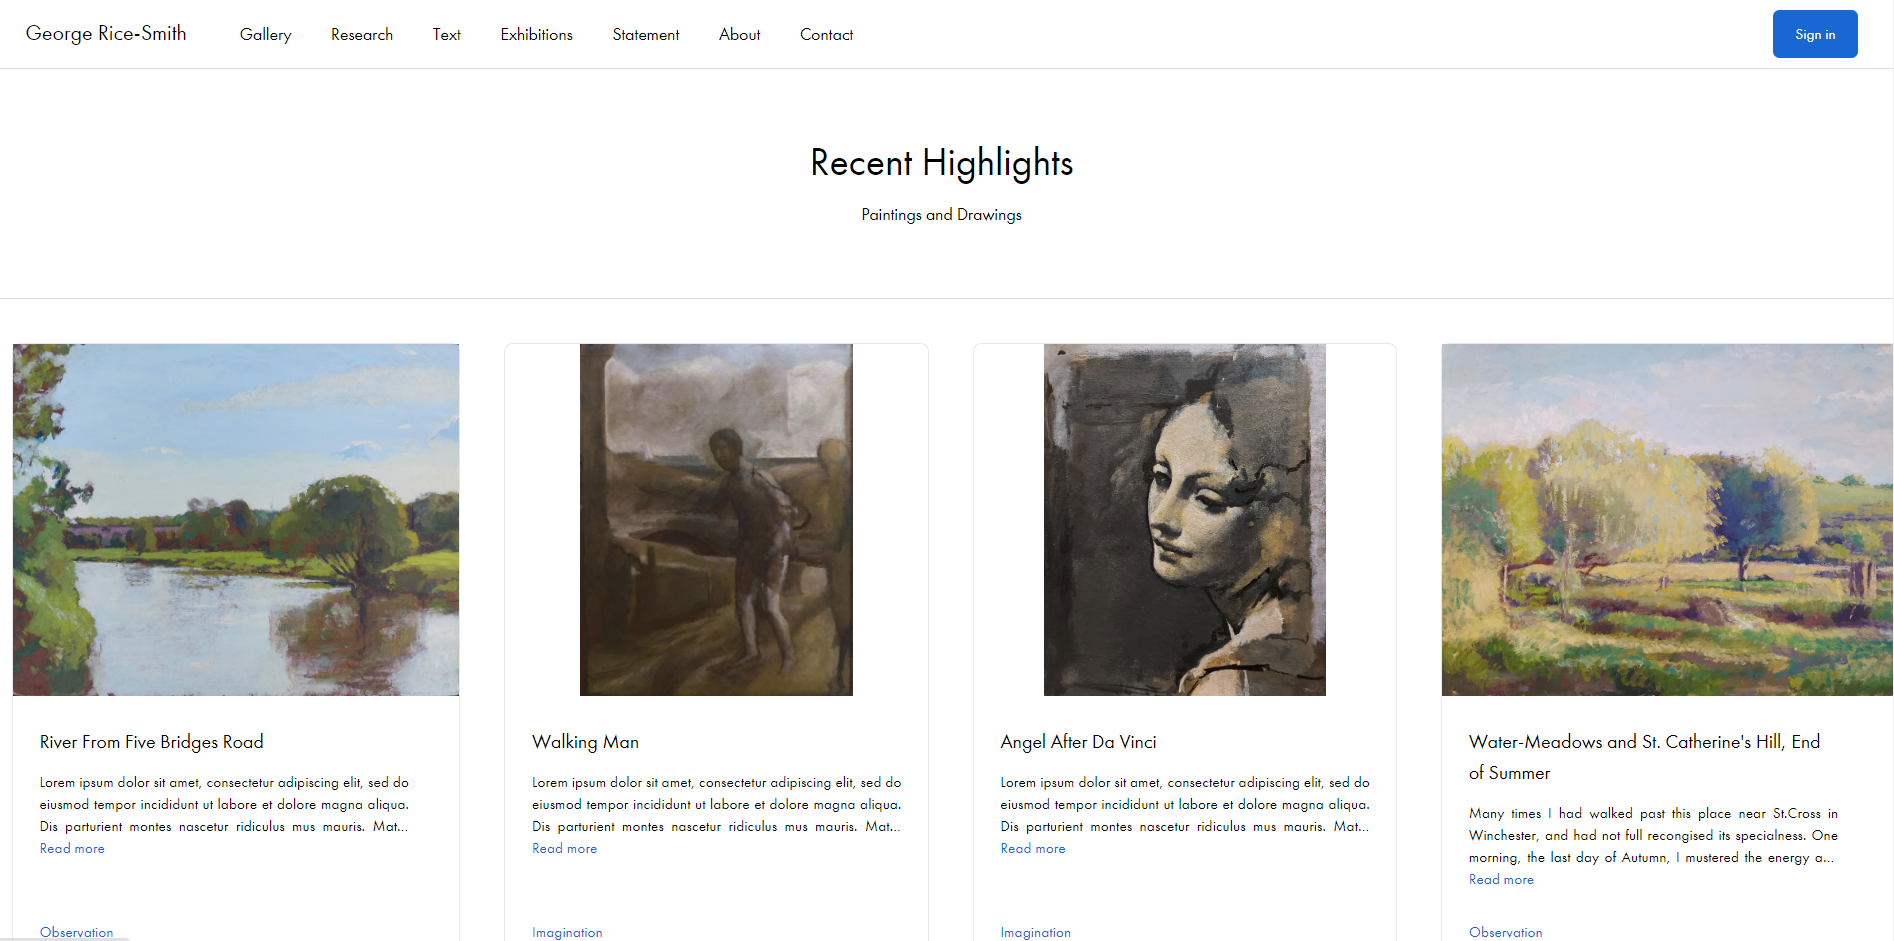 George Rice-Smith Gallery Research Text Exhibitions Statement About Contact Sign in
Recent Highlights
Paintings and Drawings
River From Five Bridges Road
Lorem ipsum dolor sit amet, consectetur adipiscing elit, sed do
eiusmod tempor incididunt ut labore et dolore magna aliqua.
Dis parturient montes nascetur ridiculus mus mauris. Mat...
Read more
Observation
Walking Man
Lorem ipsum dolor sit amet, consectetur adipiscing elit, sed do
eiusmod tempor incididunt ut labore et dolore magna aliqua.
Dis parturient montes nascetur ridiculus mus mauris. Mat...
Read more
Imagination
Angel After Da Vinci
Lorem ipsum dolor sit amet, consectetur adipiscing elit, sed do
eiusmod tempor incididunt ut labore et dolore magna aliqua.
Dis parturient montes nascetur ridiculus mus mauris. Mat...
Read more
Imagination
Water-Meadows and St. Catherine's Hill, End
of Summer
Many times I had walked past this place near St.Cross in
Winchester, and had not full recongised its specialness. One
morning, the last day of Autumn, I mustered the energy a...
Read more
Observation